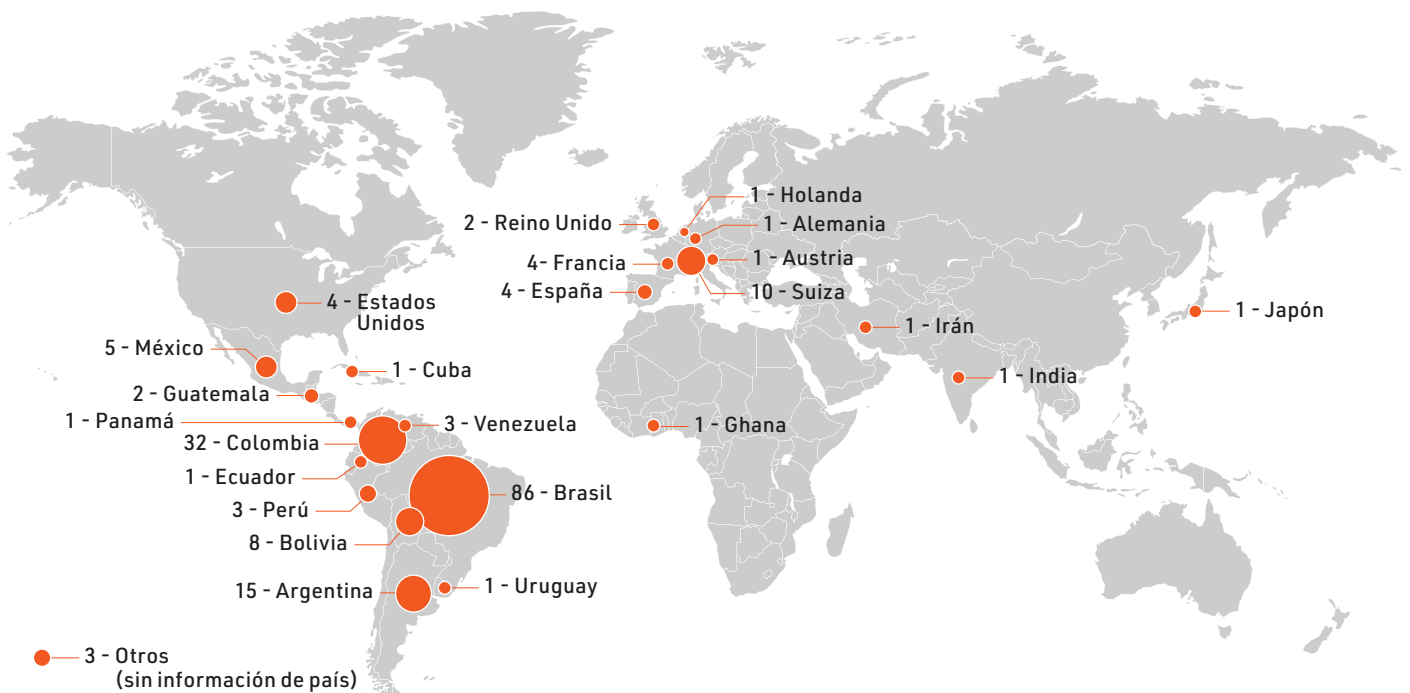 1 - Holanda
2 - Reino Unido
1 - Alemania
4- Francia
1 - Austria
4 - España
10 - Suiza
4 - Estados
Unidos
1 - Irán
1 - Japón
5 - México
1 - Cuba
1 - India
2 - Guatemala
1 - Panamá
3 - Venezuela
1 - Ghana
32 - Colombia
1 - Ecuador
86 - Brasil
3 - Perú
8 - Bolivia
15 - Argentina
1 - Uruguay
3 - Otros
(sin información de país)